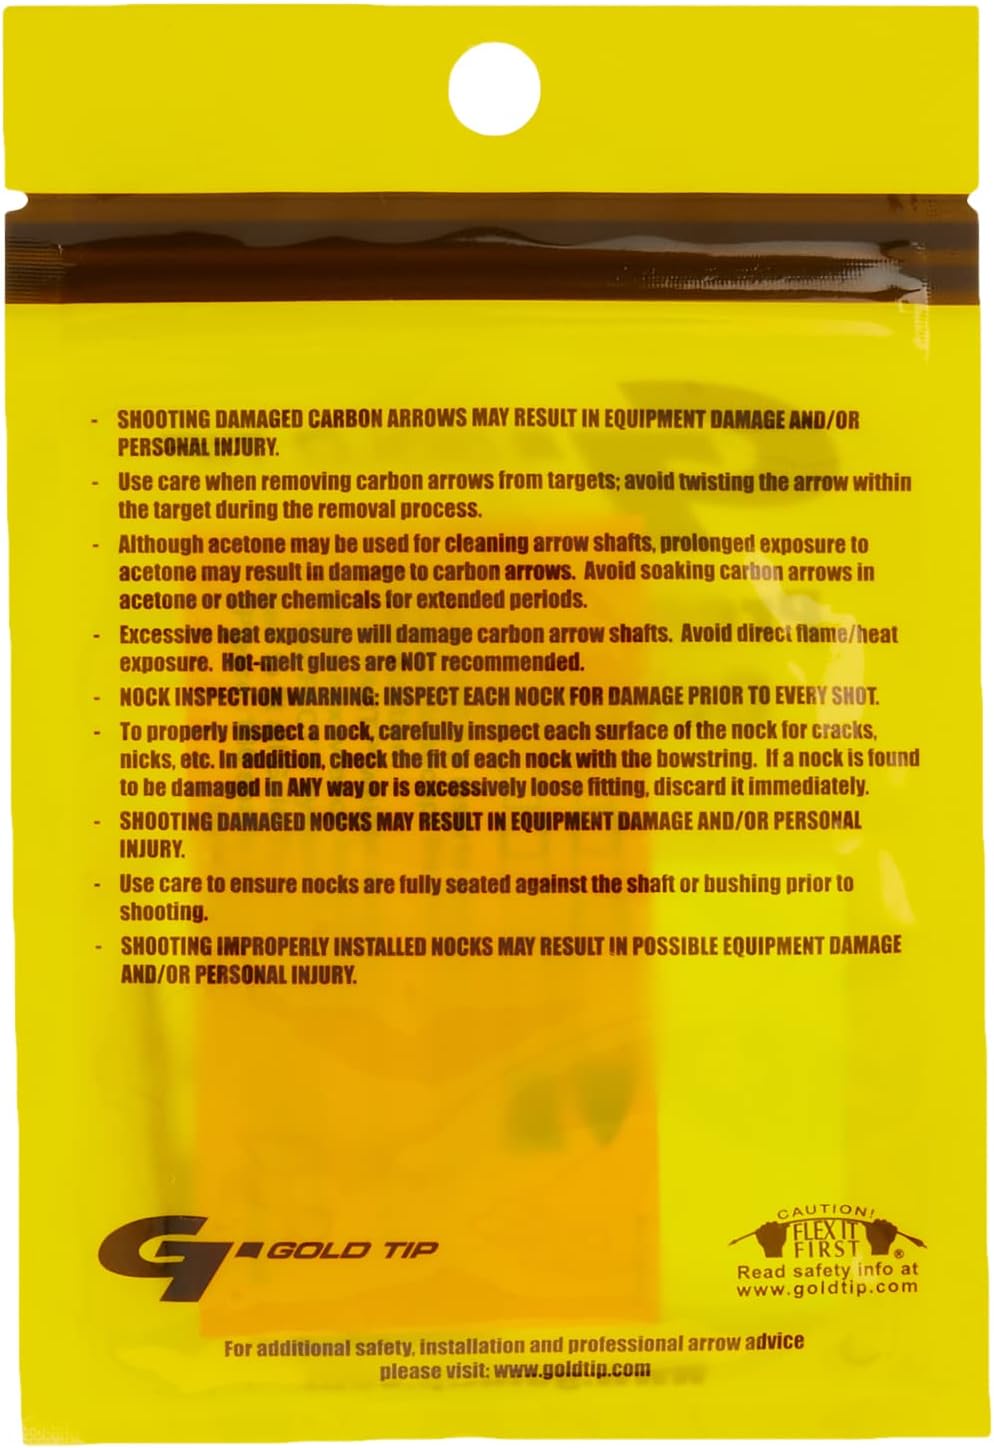 - SHOOTING DAMAGED CARBON ARROWS MAY RESULT IN EQUIPMENT DAMAGE AND/OR
PERSONAL INJURY.
- Use care when removing carbon arrows from targets; avoid twisting the arrow within
the target during the removal process.
- Although acetone may be used for cleaning arrow shafts, prolonged exposure to
acetone may result in damage to carbon arrows. Avoid soaking carbon arrows in
acetone or other chemicals for extended periods.
- Excessive heat exposure will damage carbon arrow shafts. Avoid direct flame/heat
exposure. Hot-melt glues are NOT recommended.
- NOCK INSPECTION WARNING: INSPECT EACH NOCK FOR DAMAGE PRIOR TO EVERY SHOT.
- To properly inspect a nock, carefully inspect each surface of the nock for cracks,
nicks, etc. In addition, check the fit of each nock with the bowstring. If a nock is found
to be damaged in ANY way or is excessively loose fitting, discard it immediately.
- SHOOTING DAMAGED NOCKS MAY RESULT IN EQUIPMENT DAMAGE AND/OR PERSONAL
INJURY.
- Use care to ensure nocks are fully seated against the shaft or bushing prior to
shooting.
- SHOOTING IMPROPERLY INSTALLED NOCKS MAY RESULT IN POSSIBLE EQUIPMENT DAMAGE
AND/OR PERSONAL INJURY.
GT GOLD TIP
CAUTION!
FLEX IT
FIRST ®
Read safety info at
www.goldtip.com
For additional safety, installation and professional arrow advice
please visit: www.goldtip.com